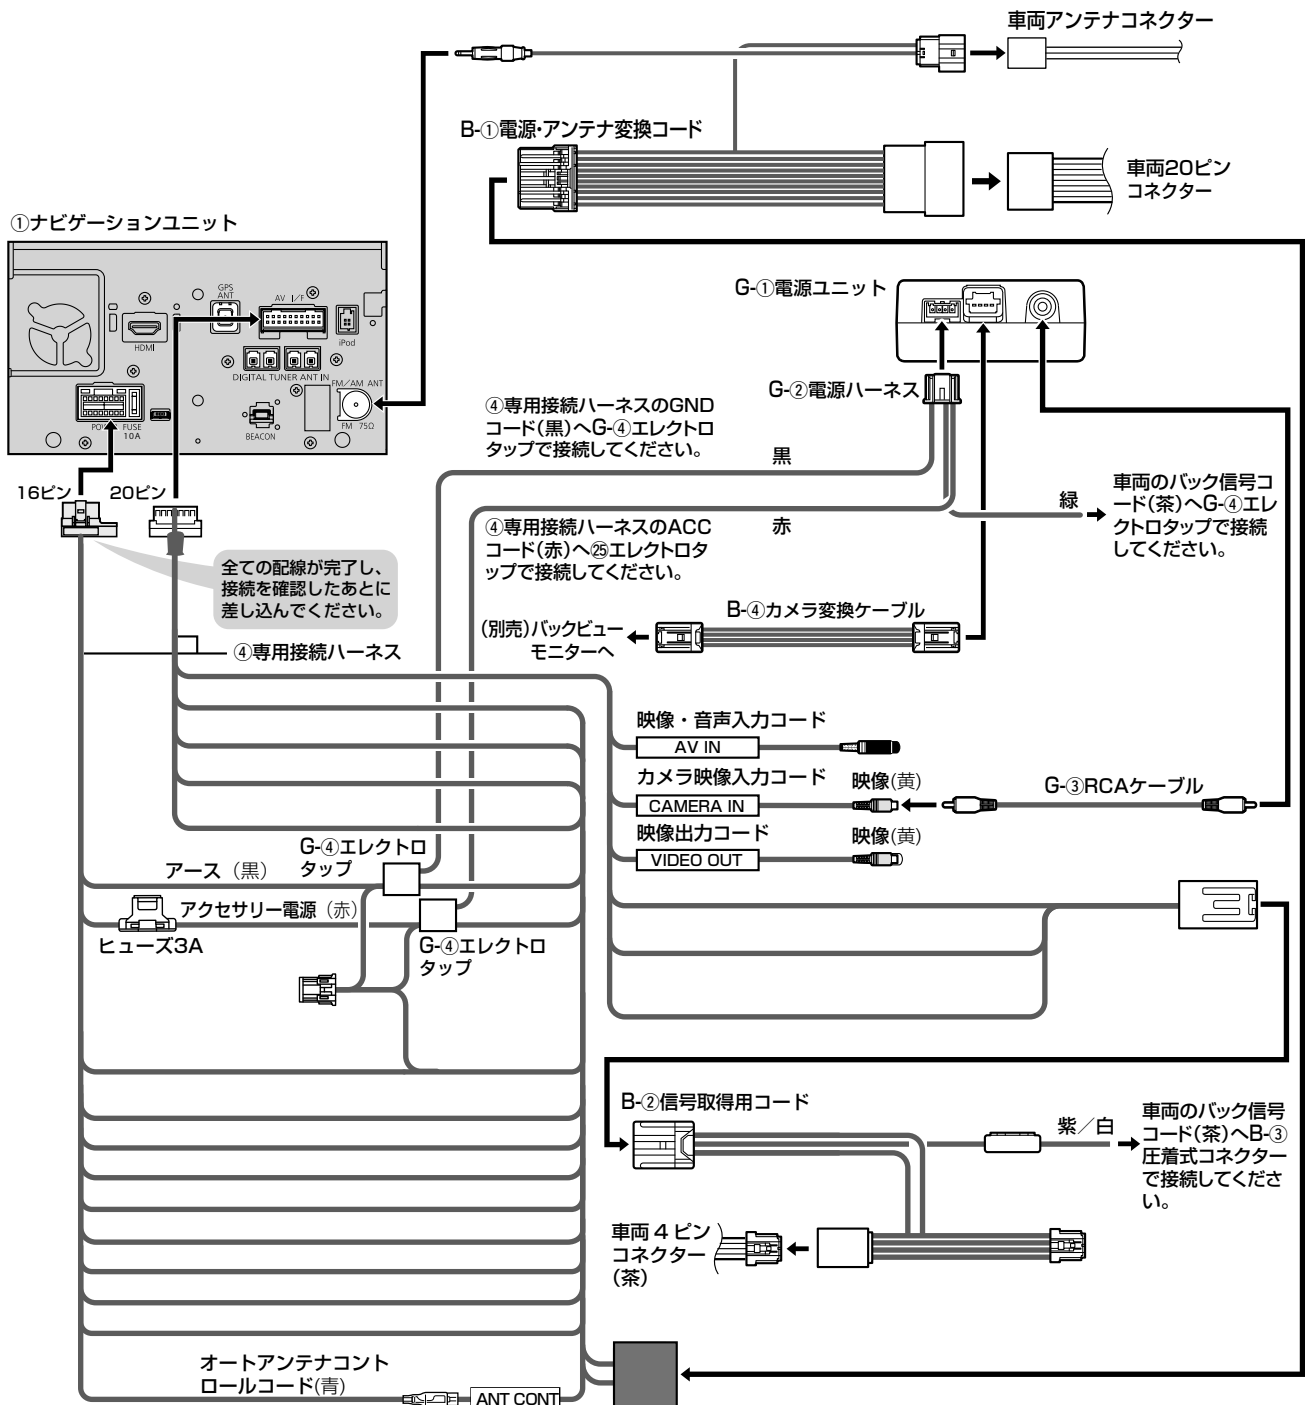 車両アンテナコネクター
B-①電源・アンテナ変換コード
車両20ピン
コネクター
①ナビゲーションユニット
GPS
ANT
AV I/F
HDMI
iPod
DIGITAL TUNER ANT IN
FM/AM ANT
FM 75Ω
FUSE
10A
BEACON
G-①電源ユニット
G-②電源ハーネス
④専用接続ハーネスのGND
コード(黒)へG-④エレクトロ
タップで接続してください。
黒
16ピン
20ピン
④専用接続ハーネスのACC
コード(赤)へ㉕エレクトロタ
ップで接続してください。
赤
緑
車両のバック信号コ
ード(茶)へG-④エレ
クトロタップで接続
してください。
全ての配線が完了し、
接続を確認したあとに
差し込んでください。
B-④カメラ変換ケーブル
(別売)バックビュー
モニターへ
④専用接続ハーネス
映像・音声入力コード
AV IN
カメラ映像入力コード
映像(黄)
CAMERA IN
G-③RCAケーブル
映像出力コード
映像(黄)
VIDEO OUT
G-④エレクトロ
タップ
アース（黒）
アクセサリー電源（赤）
ヒューズ3A
G-④エレクトロ
タップ
B-②信号取得用コード
紫／白
車両のバック信号
コード(茶)へB-③
圧着式コネクター
で接続してくださ
い。
車両 4 ピン
コネクター
(茶)
オートアンテナコント
ロールコード(青)
ANT CONT